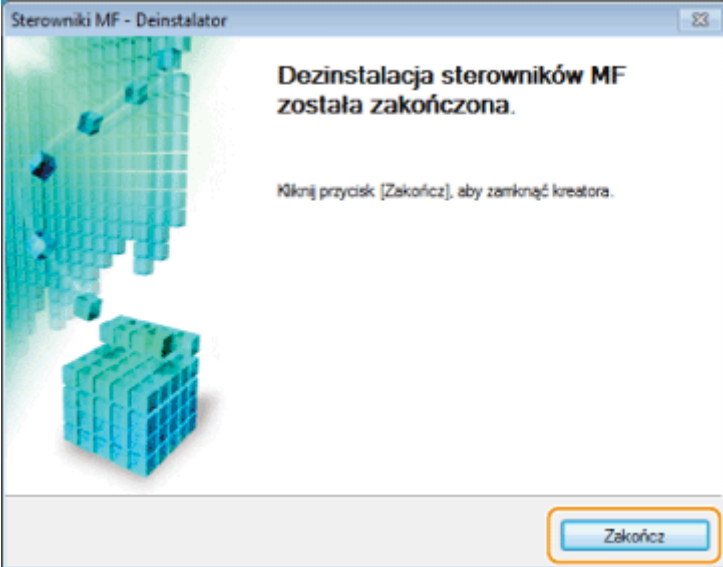 Sterowniki MF - Deinstalator
Dezinstalacja sterowników MF
została zakończona.
Kliknij przycisk [Zakończ], aby zamknąć kreatora.
Zakończ